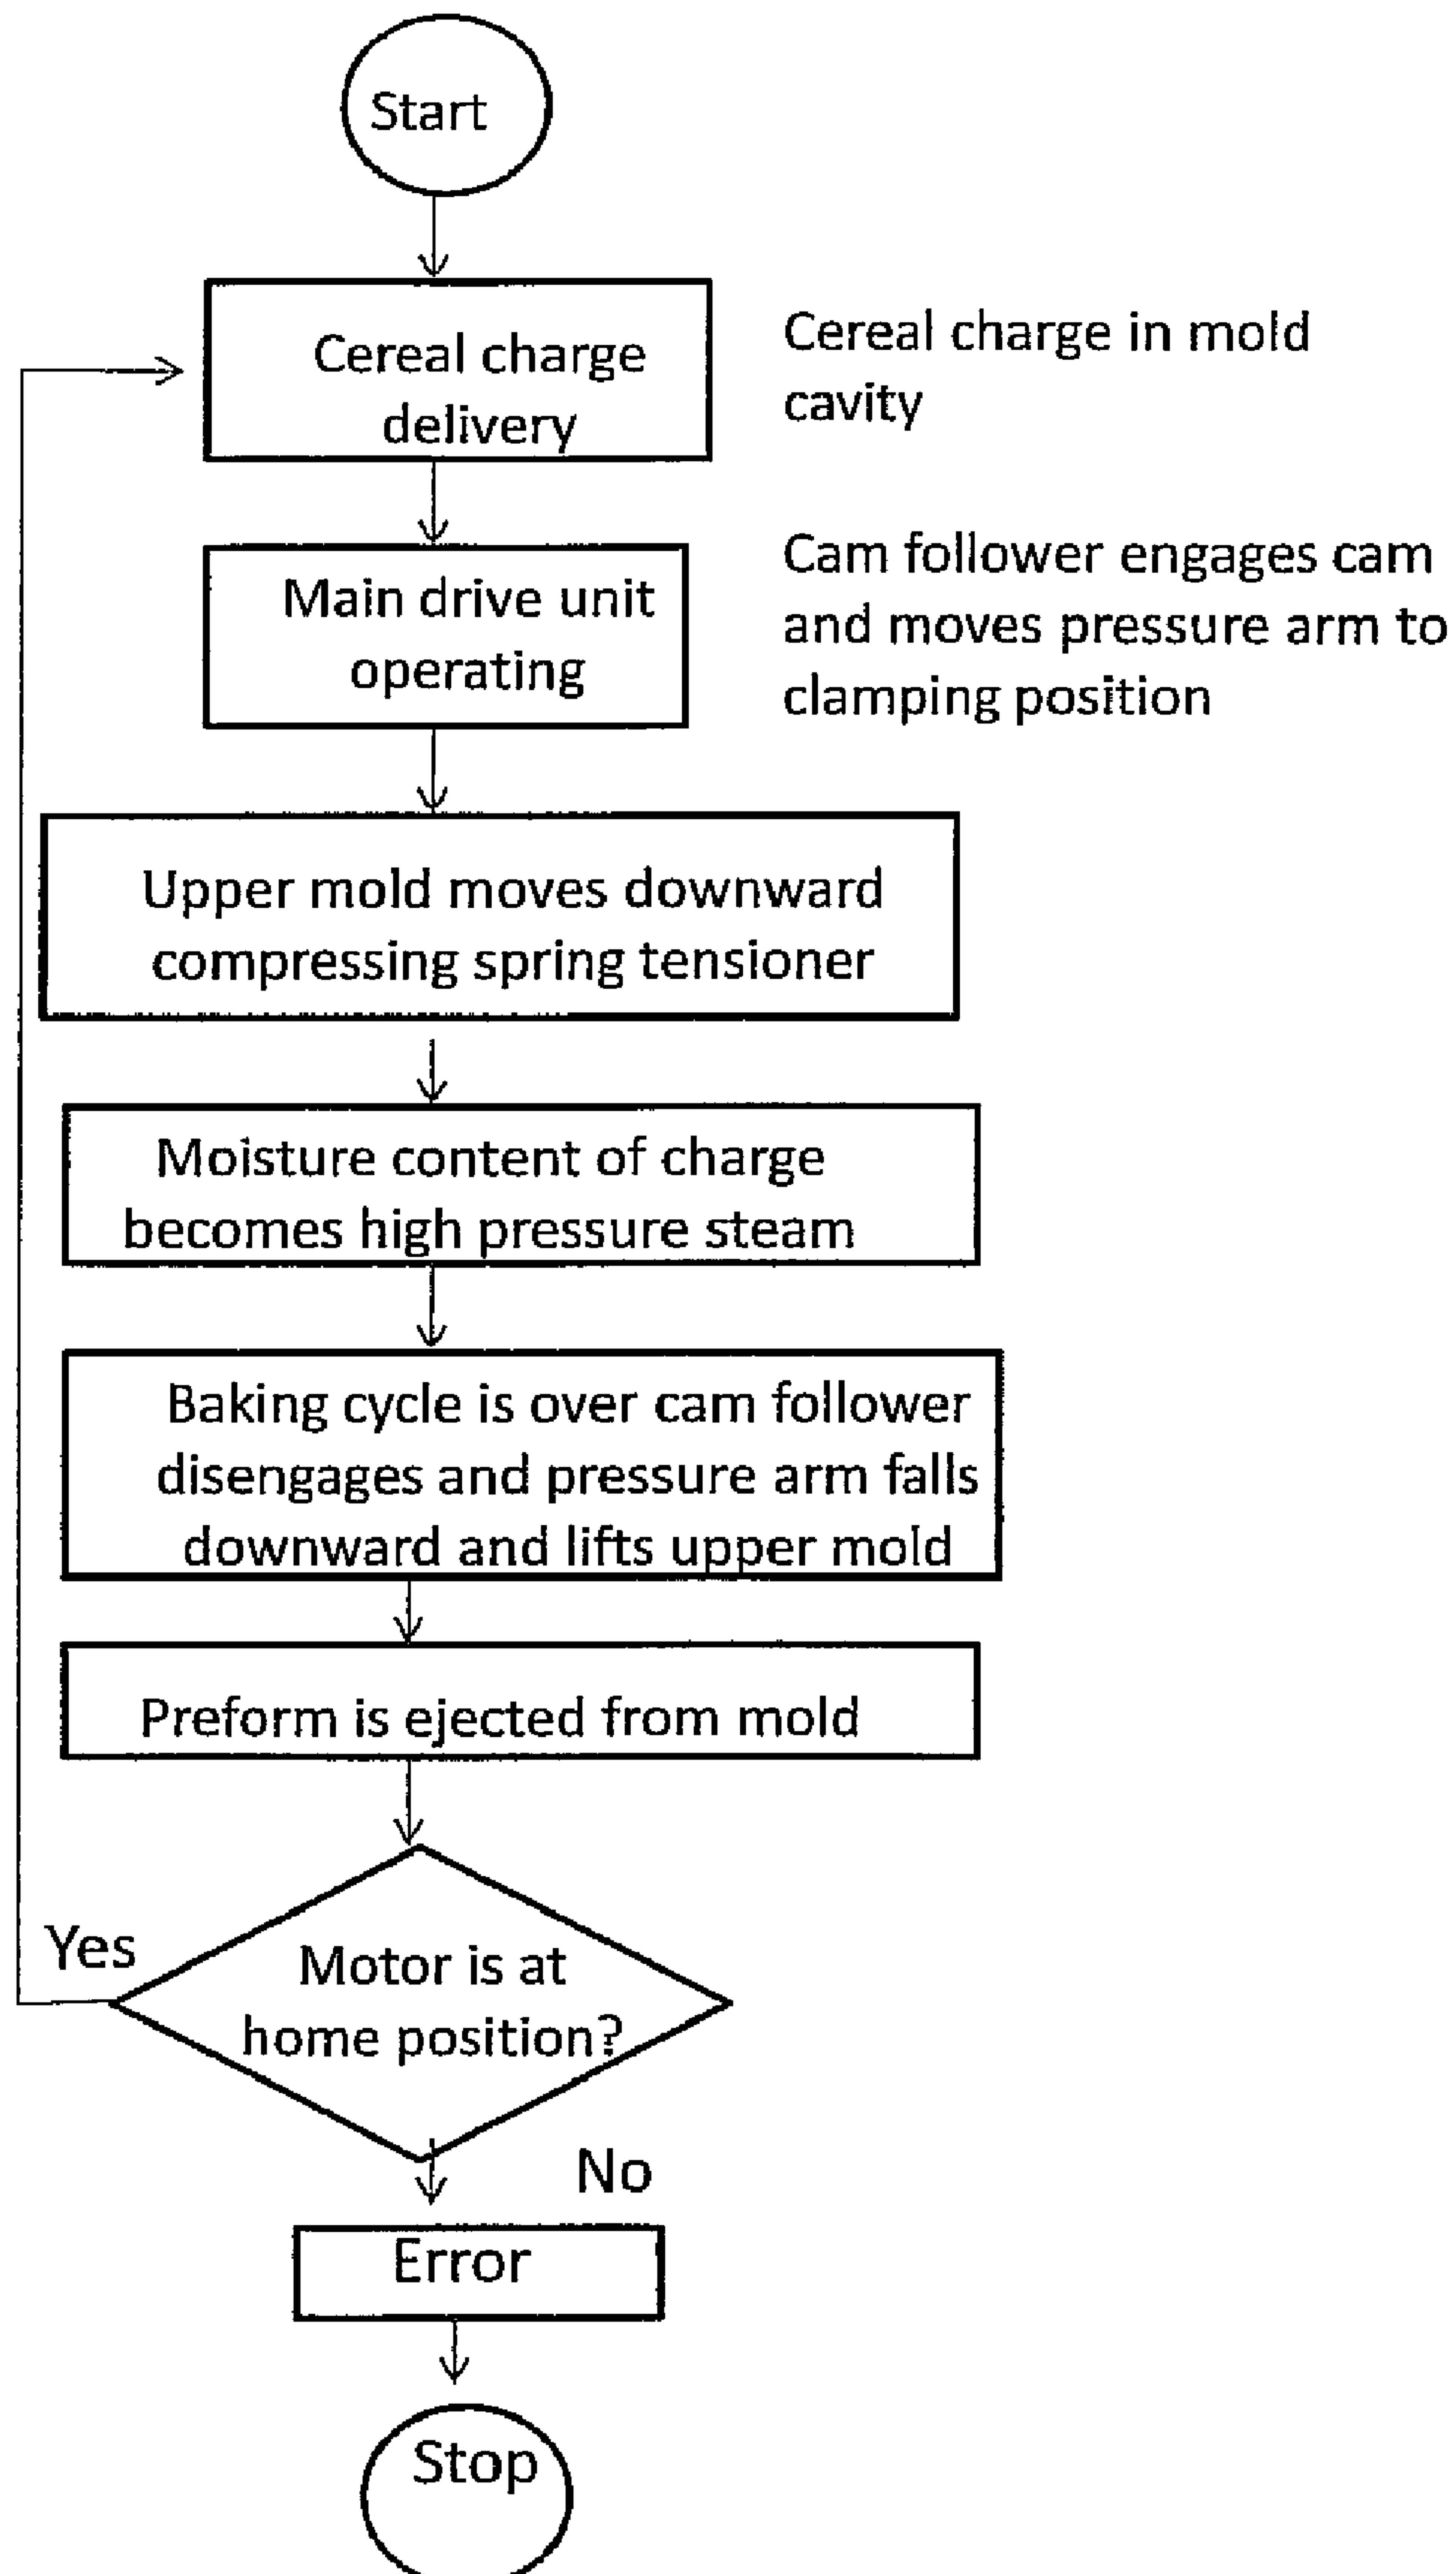 Start
Cereal charge
delivery
Cereal charge in mold
cavity
Main drive unit
operating
Cam follower engages cam
and moves pressure arm to
clamping position
Upper mold moves downward
compressing spring tensioner
Moisture content of charge
becomes high pressure steam
Baking cycle is over cam follower
disengages and pressure arm falls
downward and lifts upper mold
Preform is ejected from mold
Yes
Motor is at
home position?
No
Error
Stop